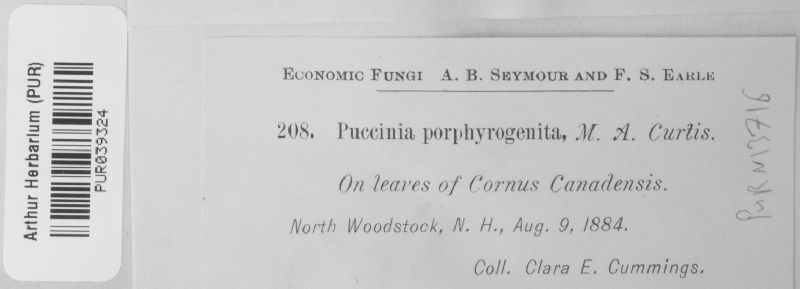 Arthur Herbarium (PUR)
PUR039324
ECONOMIC FUNGI A. B. SEYMOUR AND F. S. EARLE
208. Puccinia porphyrogenita, M. A. Curtis.
On leaves of Cornus Canadensis.
North Woodstock, N. H., Aug. 9, 1884.
Coll. Clara E. Cummings.
PUR N13716